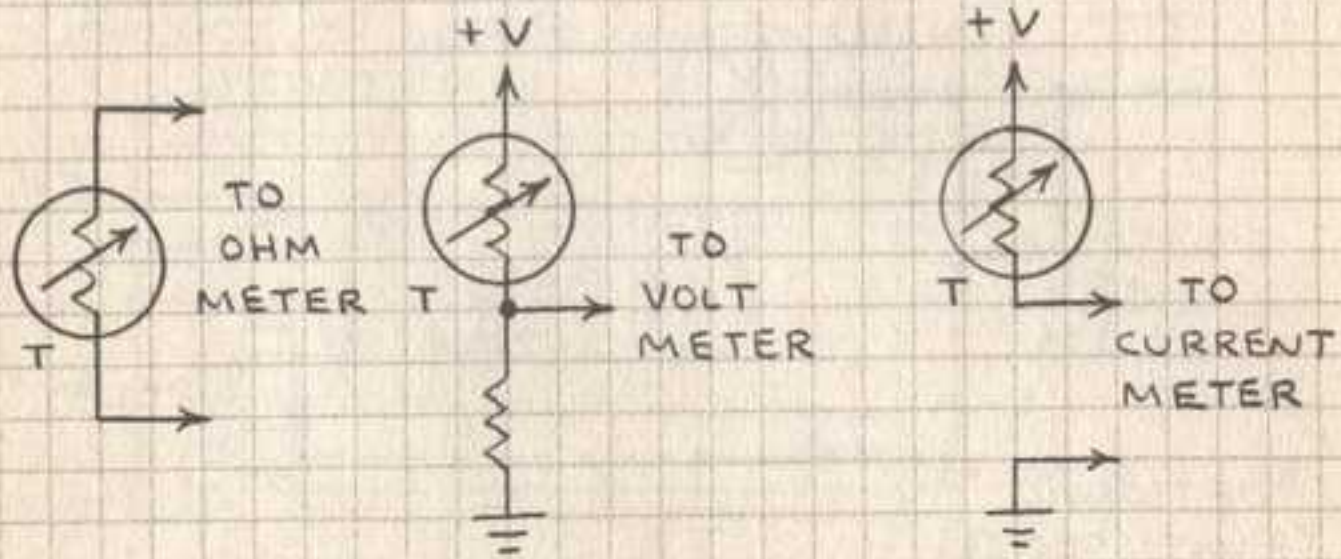 +V
+V
TO
OHM
METER
T
TO
VOLT
METER
T
TO
CURRENT
METER
T